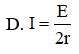 D. I = E/2r